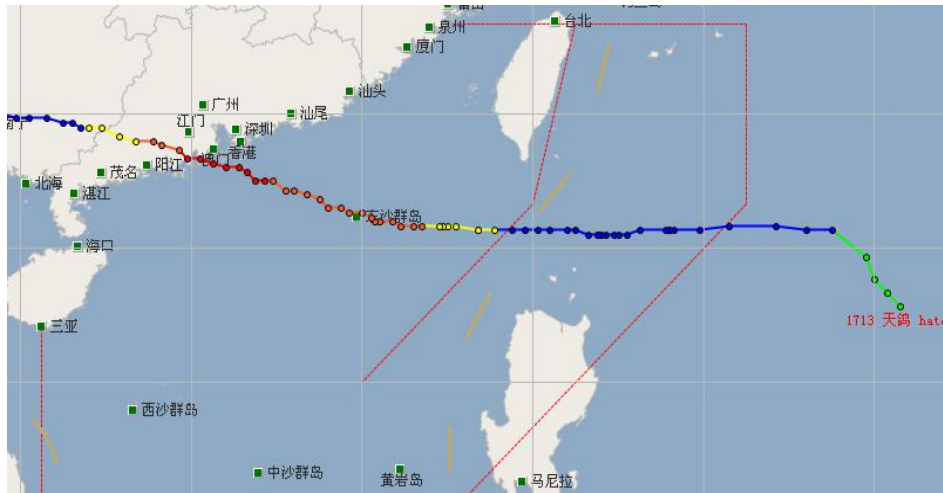 台北
泉州
厦门
汕头
广州
汕尾
江门
深圳
香港
澳门
阳江
茂名
北海
湛江
东沙群岛
海口
1713 天鸽 hato
三亚
西沙群岛
中沙群岛
黄岩岛
马尼拉